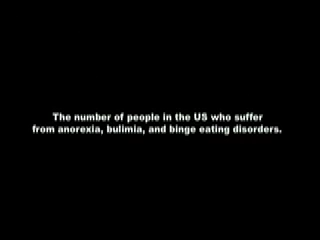 The number of people in the US who suffer
from anorexia, bulimia, and binge eating disorders.